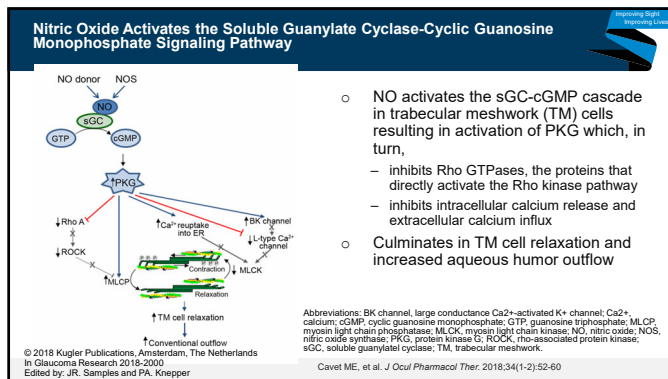 Nitric Oxide Activates the Soluble Guanylate Cyclase-Cyclic Guanosine
Monophosphate Signaling Pathway
Improving Sight
Improving Lives
NO donor
NOS
NO
sGC
GTP
cGMP
PKG
Rho A
ROCK
Ca2+ reuptake
into ER
BK channel
L-type Ca2+
channel
MLCP
MLCK
Contraction
Relaxation
TM cell relaxation
Conventional outflow
© 2018 Kugler Publications, Amsterdam, The Netherlands
In Glaucoma Research 2018-2000
Edited by: JR. Samples and PA. Knepper
○ NO activates the sGC-cGMP cascade
in trabecular meshwork (TM) cells
resulting in activation of PKG which, in
turn,
– inhibits Rho GTPases, the proteins that
directly activate the Rho kinase pathway
– inhibits intracellular calcium release and
extracellular calcium influx
○ Culminates in TM cell relaxation and
increased aqueous humor outflow
Abbreviations: BK channel, large conductance Ca2+-activated K+ channel; Ca2+,
calcium; cGMP, cyclic guanosine monophosphate; GTP, guanosine triphosphate; MLCP,
myosin light chain phosphatase; MLCK, myosin light chain kinase; NO, nitric oxide; NOS,
nitric oxide synthase; PKG, protein kinase G; ROCK, rho-associated protein kinase;
sGC, soluble guanylatel cyclase; TM, trabecular meshwork.
Cavet ME, et al. J Ocul Pharmacol Ther. 2018;34(1-2):52-60